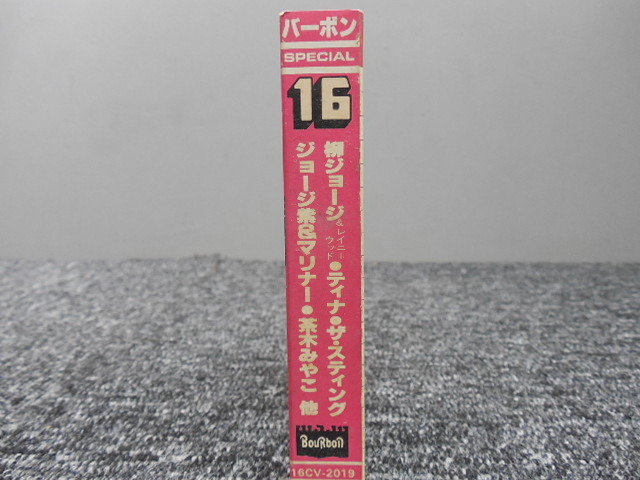 バーボン
SPECIAL
16
柳ジョージ&レイニーウッド●ティナ●ザ・スティング
ジョージ紫&マリナー●茶木みやこ 他
BouRbon
16CV-2019